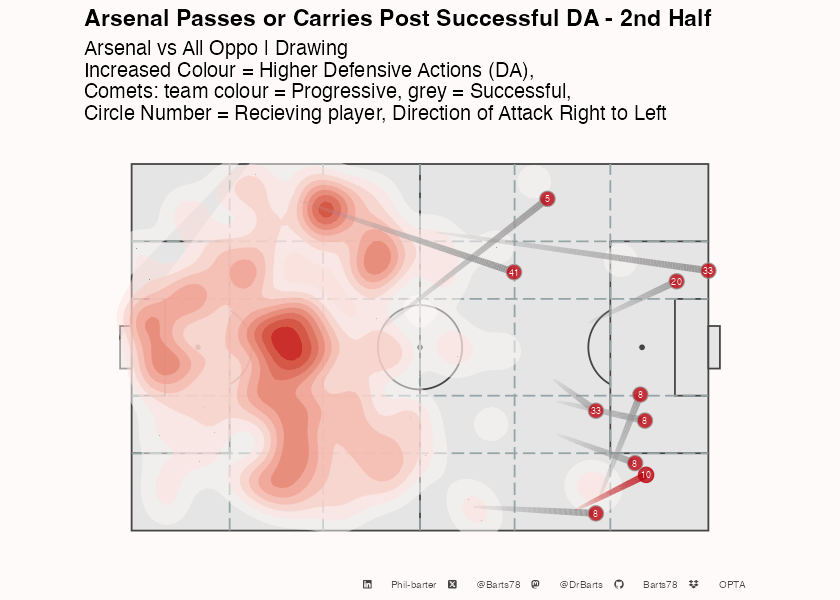 Arsenal Passes or Carries Post Successful DA - 2nd Half
Arsenal vs All Oppo | Drawing
Increased Colour = Higher Defensive Actions (DA),
Comets: team colour = Progressive, grey = Successful,
Circle Number = Recieving player, Direction of Attack Right to Left
5
41
33
20
8
33
8
8
10
8
Phil-barter @Barts78 @DrBarts Barts78 OPTA